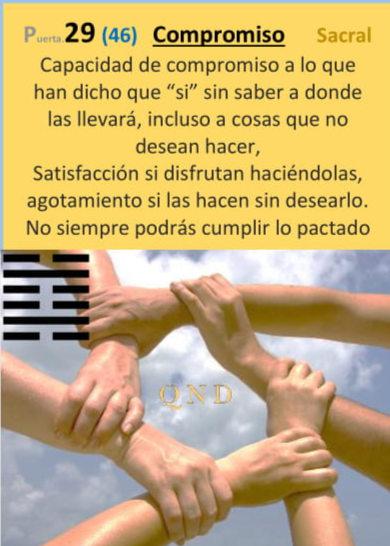 Puerta.29 (46) Compromiso Sacral
Capacidad de compromiso a lo que
han dicho que “si” sin saber a donde
las llevará, incluso a cosas que no
desean hacer,
Satisfacción si disfrutan haciéndolas,
agotamiento si las hacen sin desearlo.
No siempre podrás cumplir lo pactado
QND